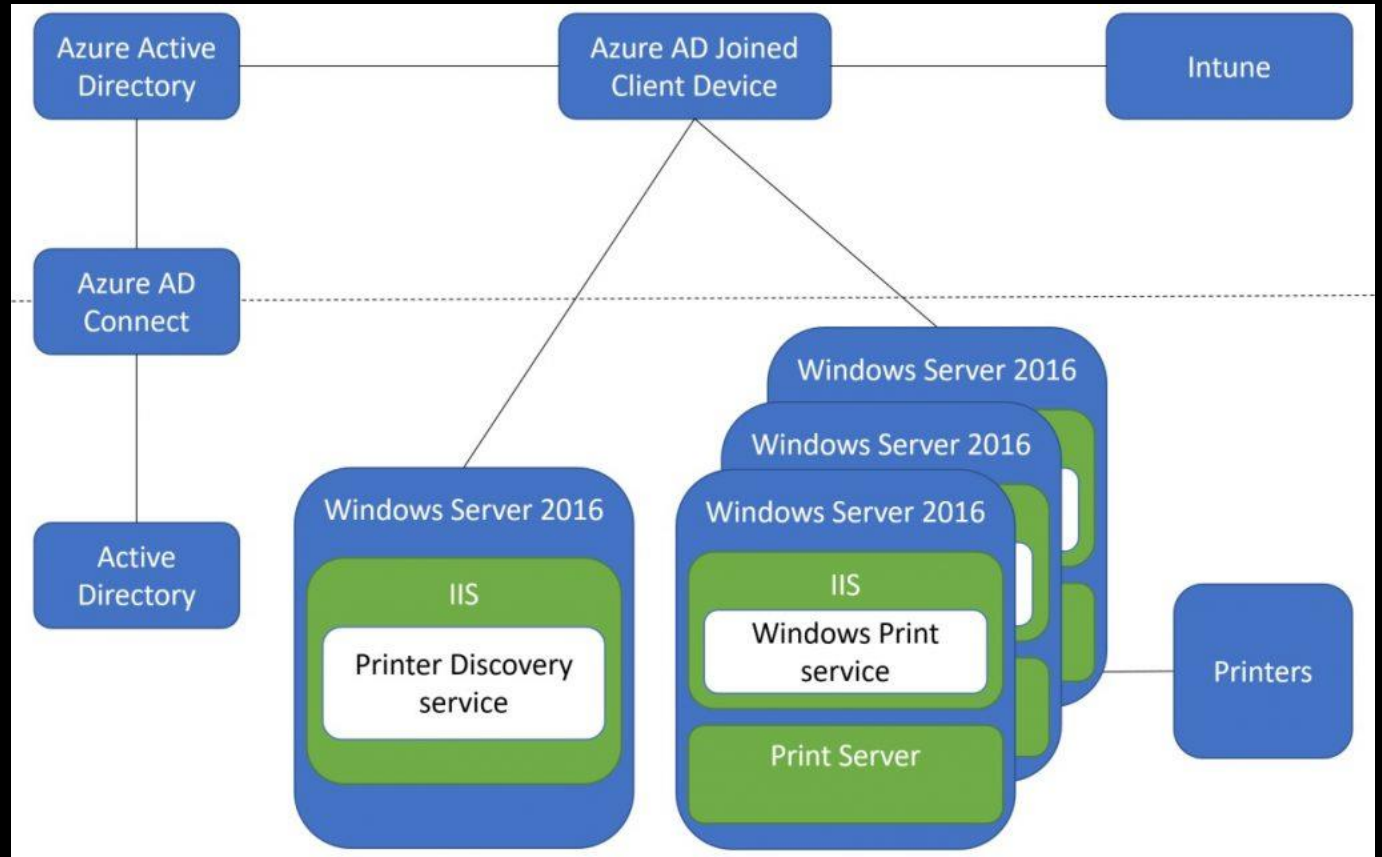 Azure Active
Directory
Azure AD Joined
Client Device
Intune
Azure AD
Connect
Active
Directory
Windows Server 2016
IIS
Printer Discovery
service
Windows Server 2016
Windows Server 2016
Windows Server 2016
IIS
Windows Print
service
Print Server
Printers